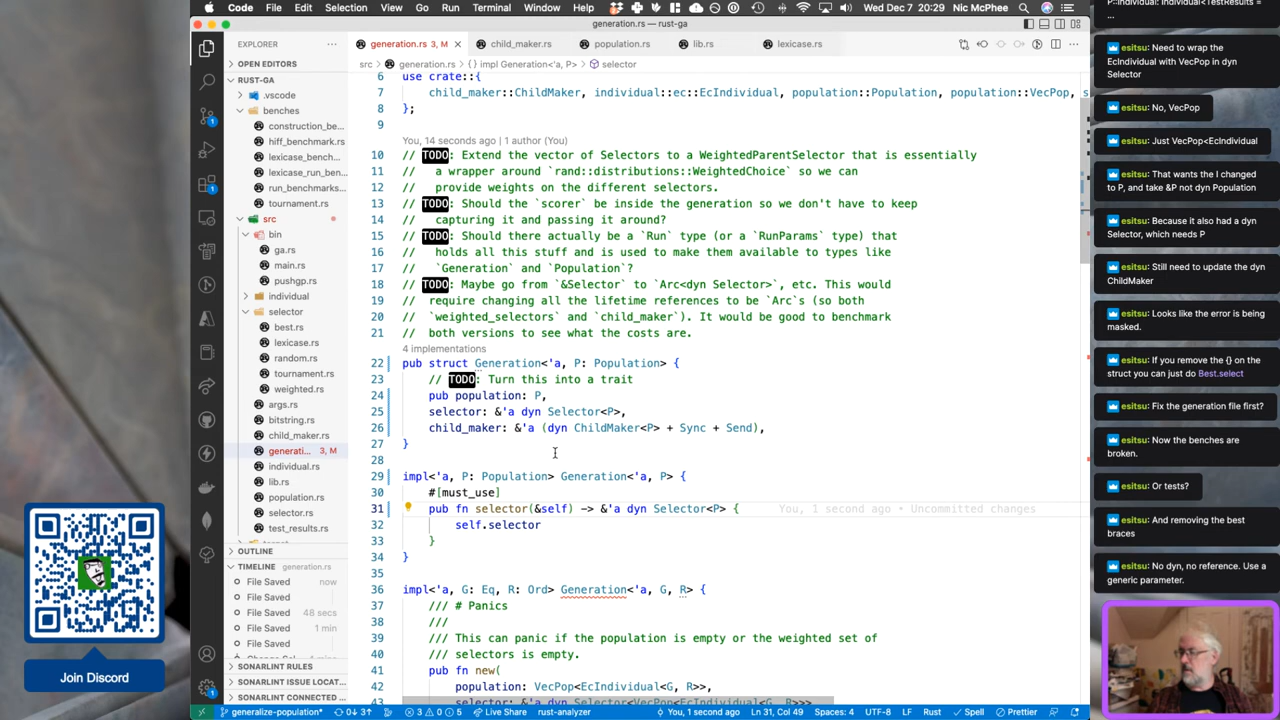 Code File Edit Selection View Go Run Terminal Window Help
Wed Dec 7 20:29 Nic McPhee
generation.rs — rust-ga
EXPLORER
OPEN EDITORS
RUST-GA
.vscode
benches
construction_be...
hiff_benchmark.rs
lexicase_bench...
lexicase_run_ben...
run_benchmarks...
tournament.rs
src
bin
ga.rs
main.rs
pushgp.rs
individual
selector
best.rs
lexicase.rs
random.rs
tournament.rs
weighted.rs
args.rs
bitstring.rs
child_maker.rs
generati... 3, M
individual.rs
lib.rs
population.rs
selector.rs
test_results.rs
OUTLINE
TIMELINE generation.rs
File Saved now
File Saved 48 secs
File Saved 1 min
File Saved
SONARLINT RULES
SONARLINT ISSUE LOCAT...
SONARLINT CONNECTED
generation.rs 3, M child_maker.rs population.rs lib.rs lexicase.rs
src > generation.rs > {} impl Generation<'a, P> > selector
6 use crate::{
7 child_maker::ChildMaker, individual::ec::EcIndividual, population::Population, population::VecPop, s
8 };
9
You, 14 seconds ago | 1 author (You)
10 // TODO: Extend the vector of Selectors to a WeightedParentSelector that is essentially
11 // a wrapper around `rand::distributions::WeightedChoice` so we can
12 // provide weights on the different selectors.
13 // TODO: Should the `scorer` be inside the generation so we don't have to keep
14 // capturing it and passing it around?
15 // TODO: Should there actually be a `Run` type (or a `RunParams` type) that
16 // holds all this stuff and is used to make them available to types like
17 // `Generation` and `Population`?
18 // TODO: Maybe go from `&Selector` to `Arc<dyn Selector>`, etc. This would
19 // require changing all the lifetime references to be `Arc`s (so both
20 // `weighted_selectors` and `child_maker`). It would be good to benchmark
21 // both versions to see what the costs are.
4 implementations
22 pub struct Generation<'a, P: Population> {
23 // TODO: Turn this into a trait
24 pub population: P,
25 selector: &'a dyn Selector<P>,
26 child_maker: &'a (dyn ChildMaker<P> + Sync + Send),
27 }
28
29 impl<'a, P: Population> Generation<'a, P> {
30 #[must_use]
31 pub fn selector(&self) -> &'a dyn Selector<P> { You, 1 second ago • Uncommitted changes
32 self.selector
33 }
34 }
35
36 impl<'a, G: Eq, R: Ord> Generation<'a, G, R> {
37 /// # Panics
38 ///
39 /// This can panic if the population is empty or the weighted set of
40 /// selectors is empty.
41 pub fn new(
42 population: VecPop<EcIndividual<G, R>>,
43 selector: &'a dyn Selector<VecPop<EcIndividual<G, R>>>
generalize-population* 0↓ 3↑ 3 0 5 Live Share rust-analyzer You, 1 second ago Ln 31, Col 49 Spaces: 4 UTF-8 LF Rust Spell Prettier
P::Individual: Individual<TestResults =
...
esitsu: Need to wrap the
EcIndividual with VecPop in dyn
Selector
esitsu: No, VecPop
esitsu: Just VecPop<EcIndividual
esitsu: That wants the I changed
to P, and take &P not dyn Population
esitsu: Because it also had a dyn
Selector, which needs P
esitsu: Still need to update the dyn
ChildMaker
esitsu: Looks like the error is being
masked.
esitsu: If you remove the {} on the
struct you can just do Best.select
esitsu: Fix the generation file first?
esitsu: Now the benches are
broken.
esitsu: Or tests?
esitsu: And removing the best
braces
esitsu: No dyn, no reference. Use a
generic parameter.
Join Discord